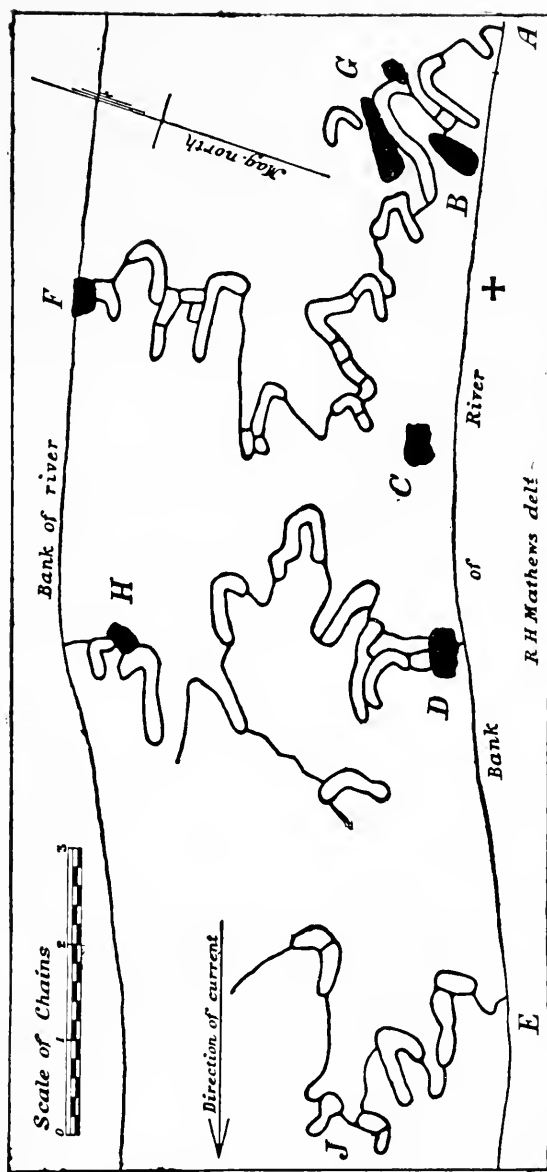 Scale of Chains
0 1 2 3
Bank of river
Mag. north
F
H
G
Direction of current
J
C
B
D
A
E
Bank of River
R H Mathews delt